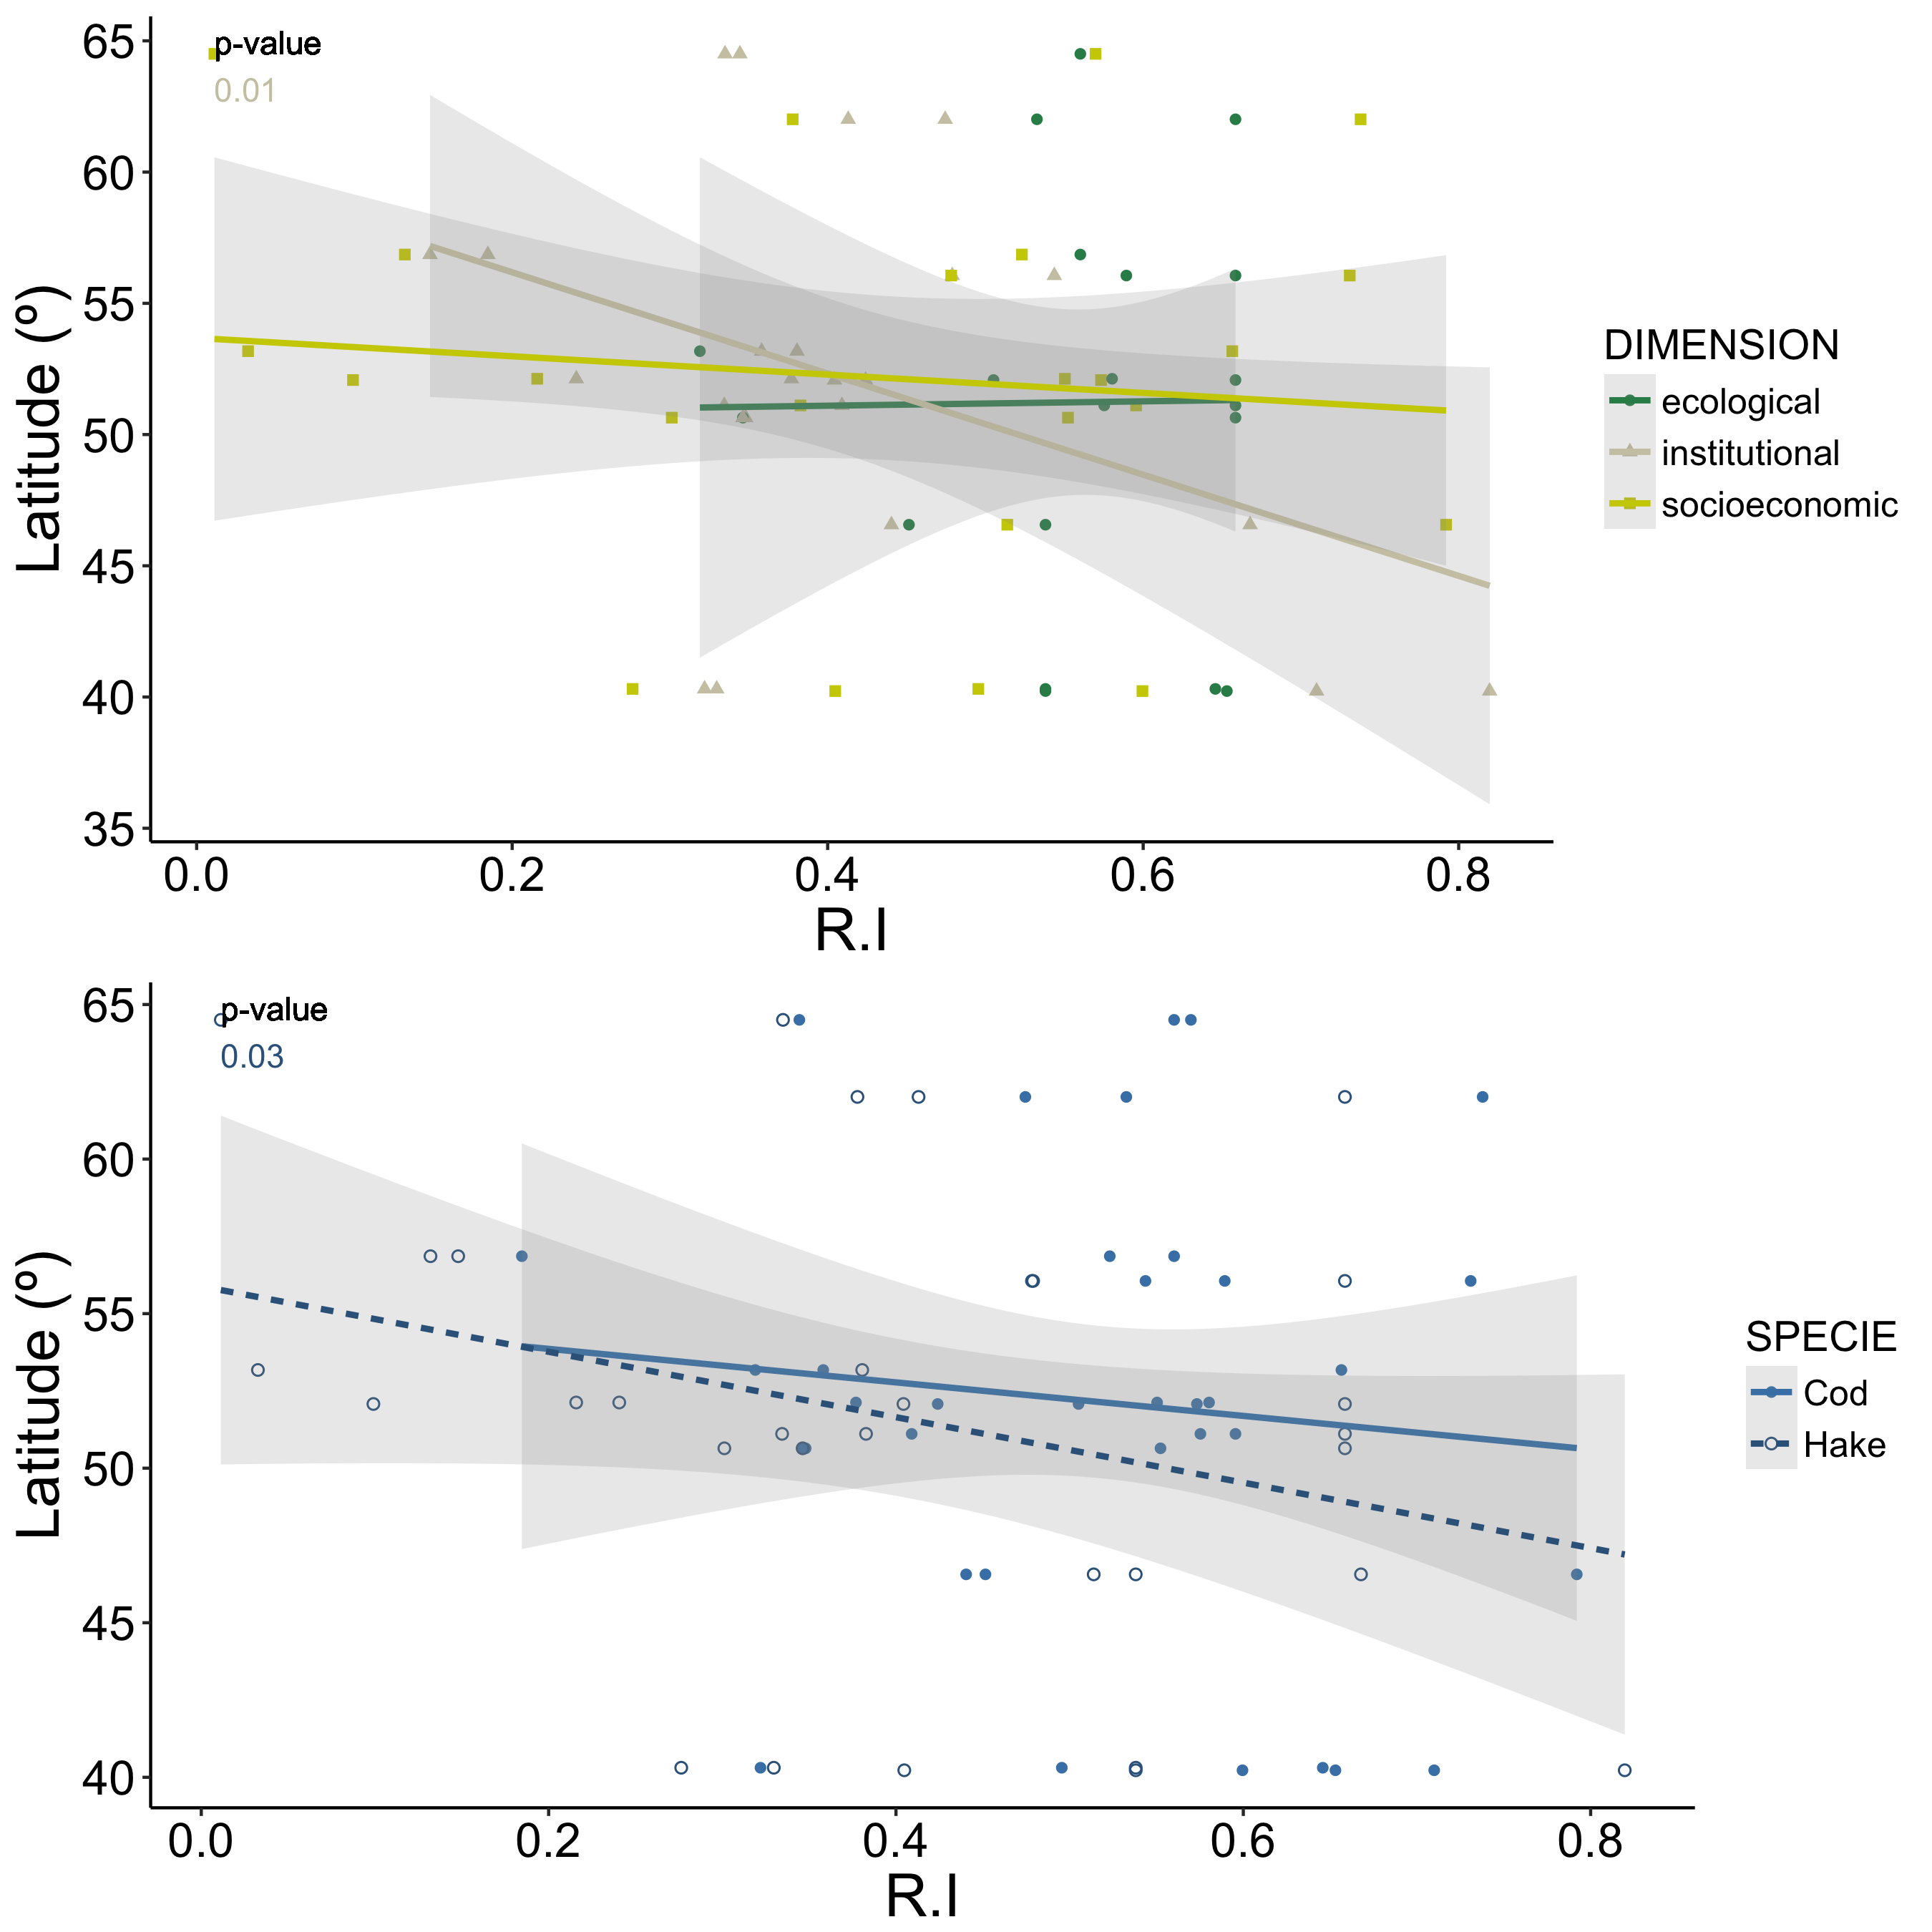 65
60
55
50
45
40
35
Latitude (º)
p-value
0.01
0.0 0.2 0.4 0.6 0.8
R.I
DIMENSION
ecological
institutional
socioeconomic
65
60
55
50
45
40
Latitude (º)
p-value
0.03
0.0 0.2 0.4 0.6 0.8
R.I
SPECIE
Cod
Hake